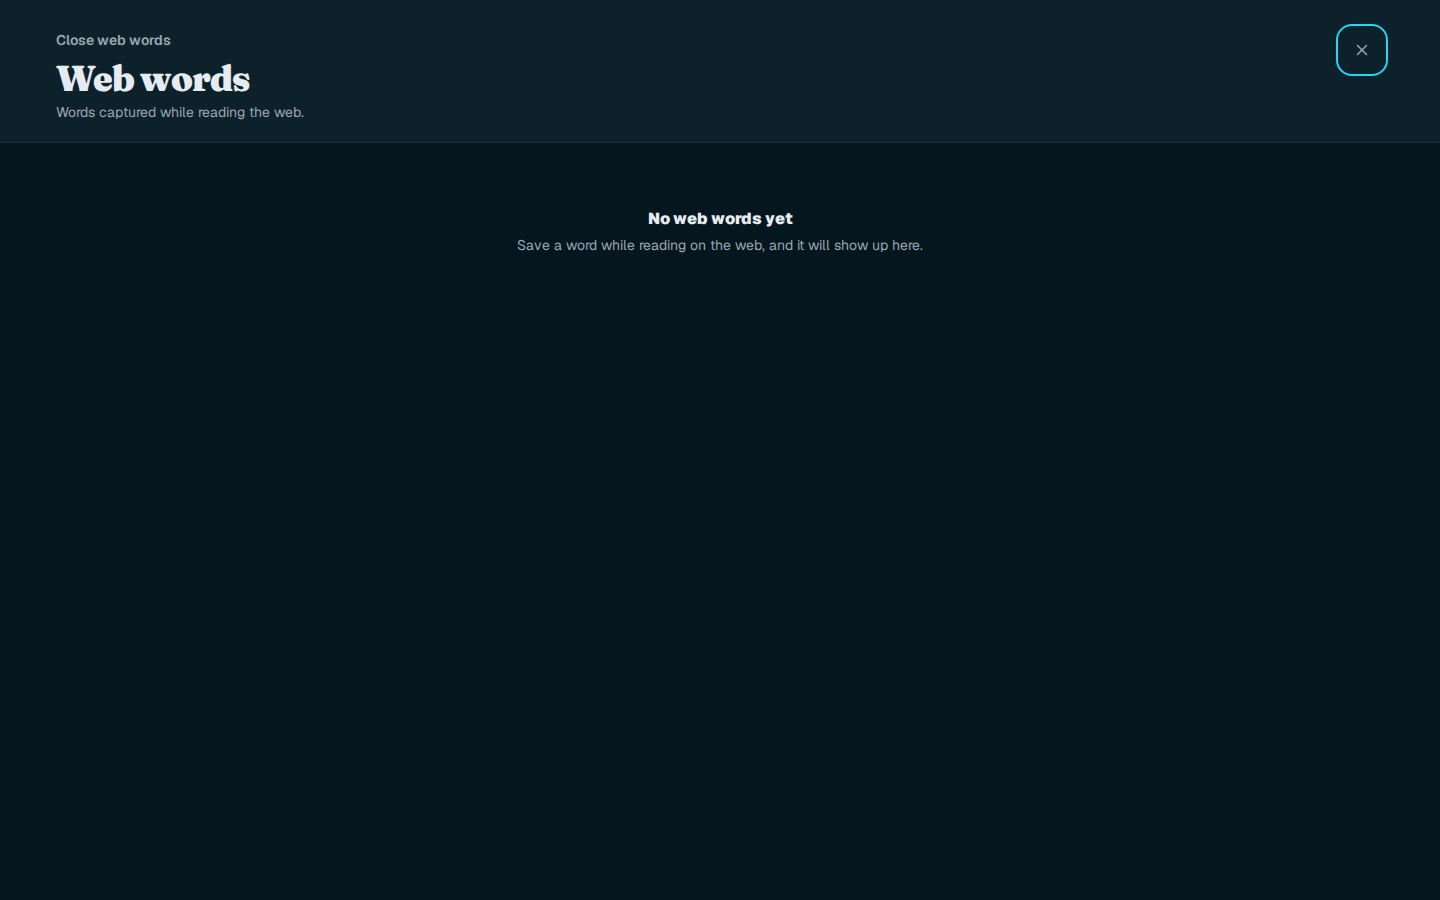 Close web words
Web words
Words captured while reading the web.
No web words yet
Save a word while reading on the web, and it will show up here.